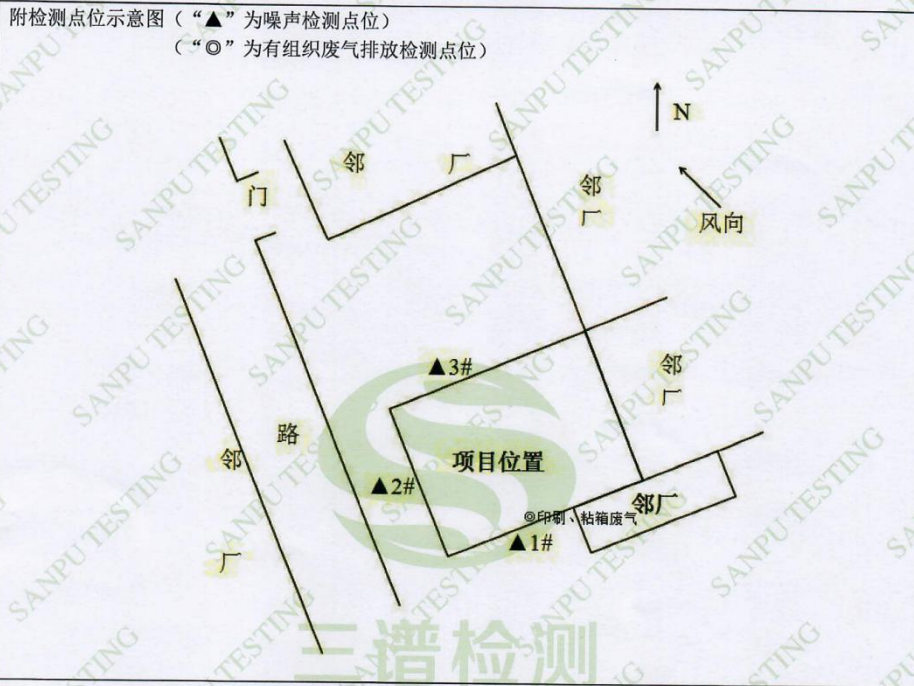 附检测点位示意图（“▲”为噪声检测点位）
（“◎”为有组织废气排放检测点位）
N
风向
邻 厂
邻厂
门
▲3#
邻厂
路
邻厂
项目位置
▲2#
邻厂
◎印刷、粘箱废气
▲1#
三谱检测
SANPU TESTING